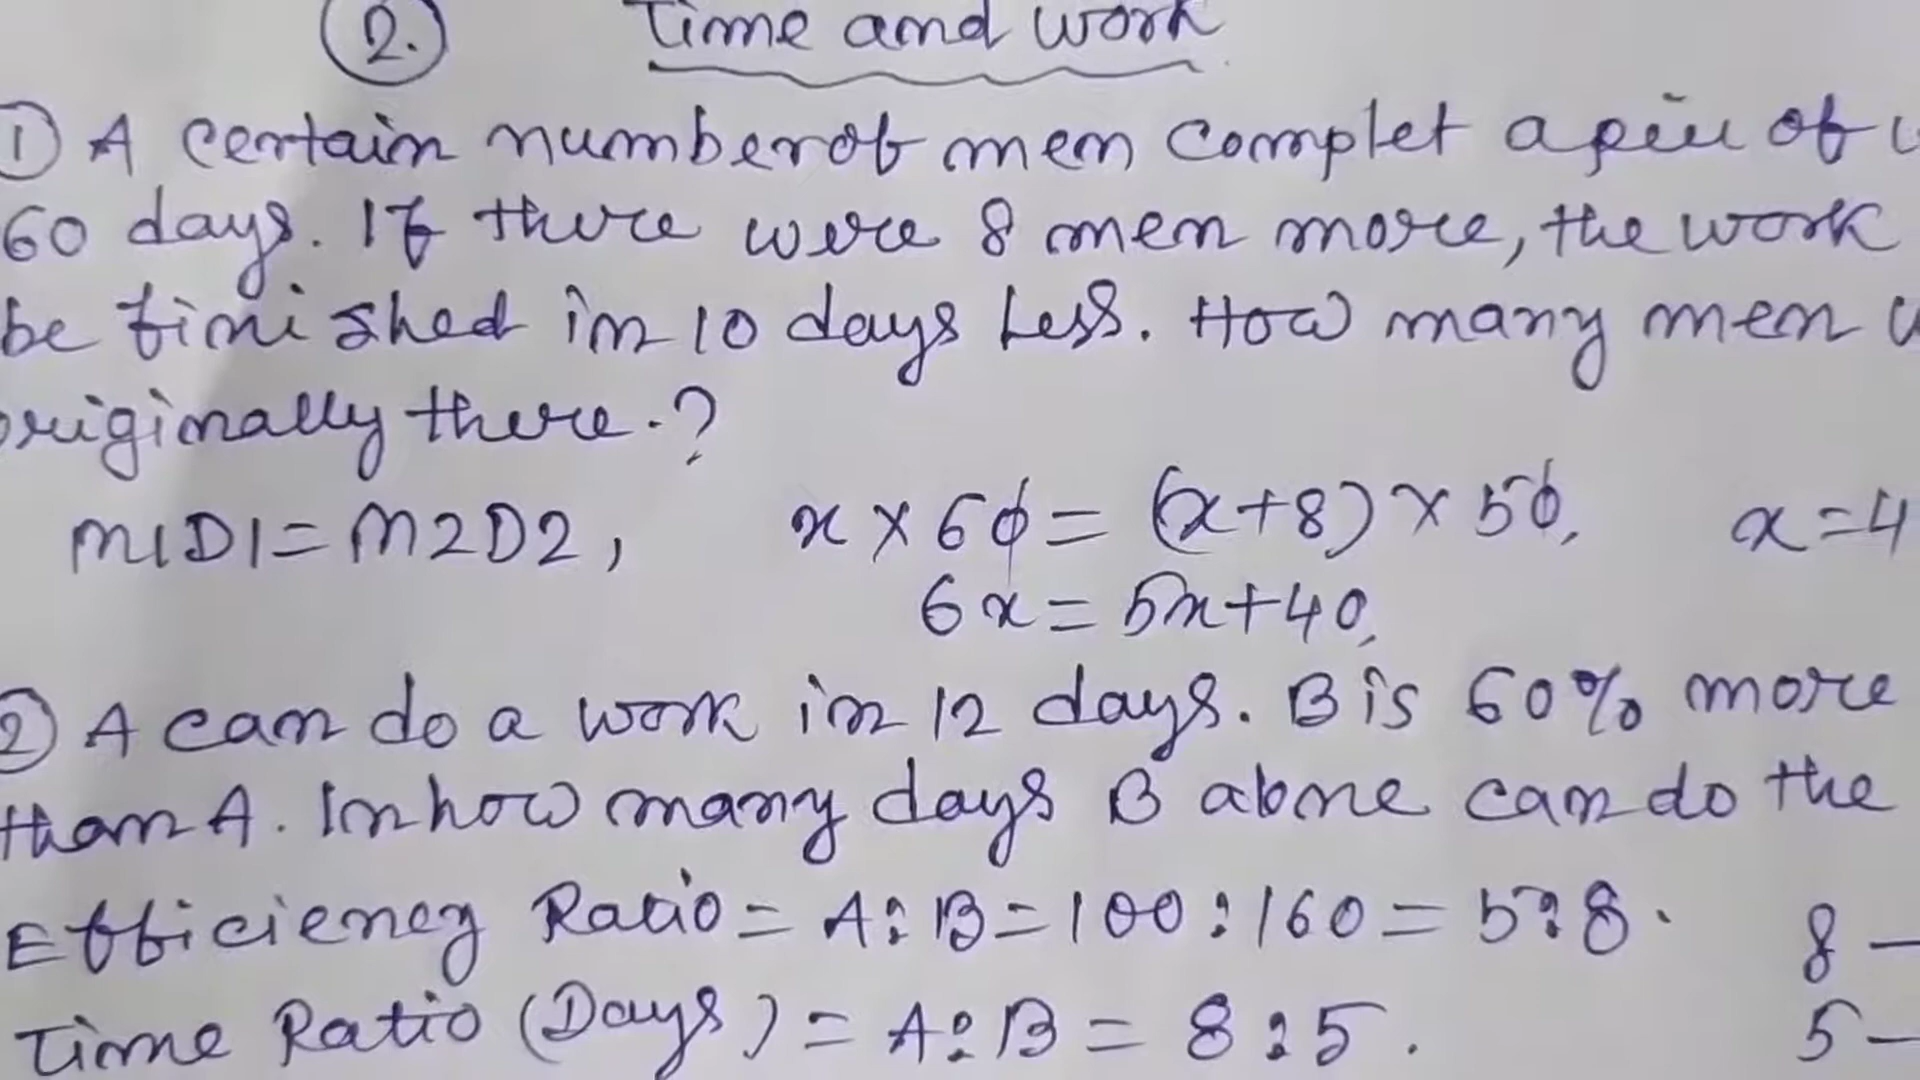 2. Time and work
1) A certain number of men complet a piece of
60 days. If there were 8 men more, the work
be finished in 10 days less. How many men
originally there.?
M1D1 = M2D2, x × 60 = (x+8) × 50, x = 4
6x = 5x + 40,
2) A can do a work in 12 days. B is 60% more
than A. In how many days B alone can do the
Efficiency Ratio = A:B = 100:160 = 5:8. 8 –
Time Ratio (Days) = A:B = 8:5. 5 –